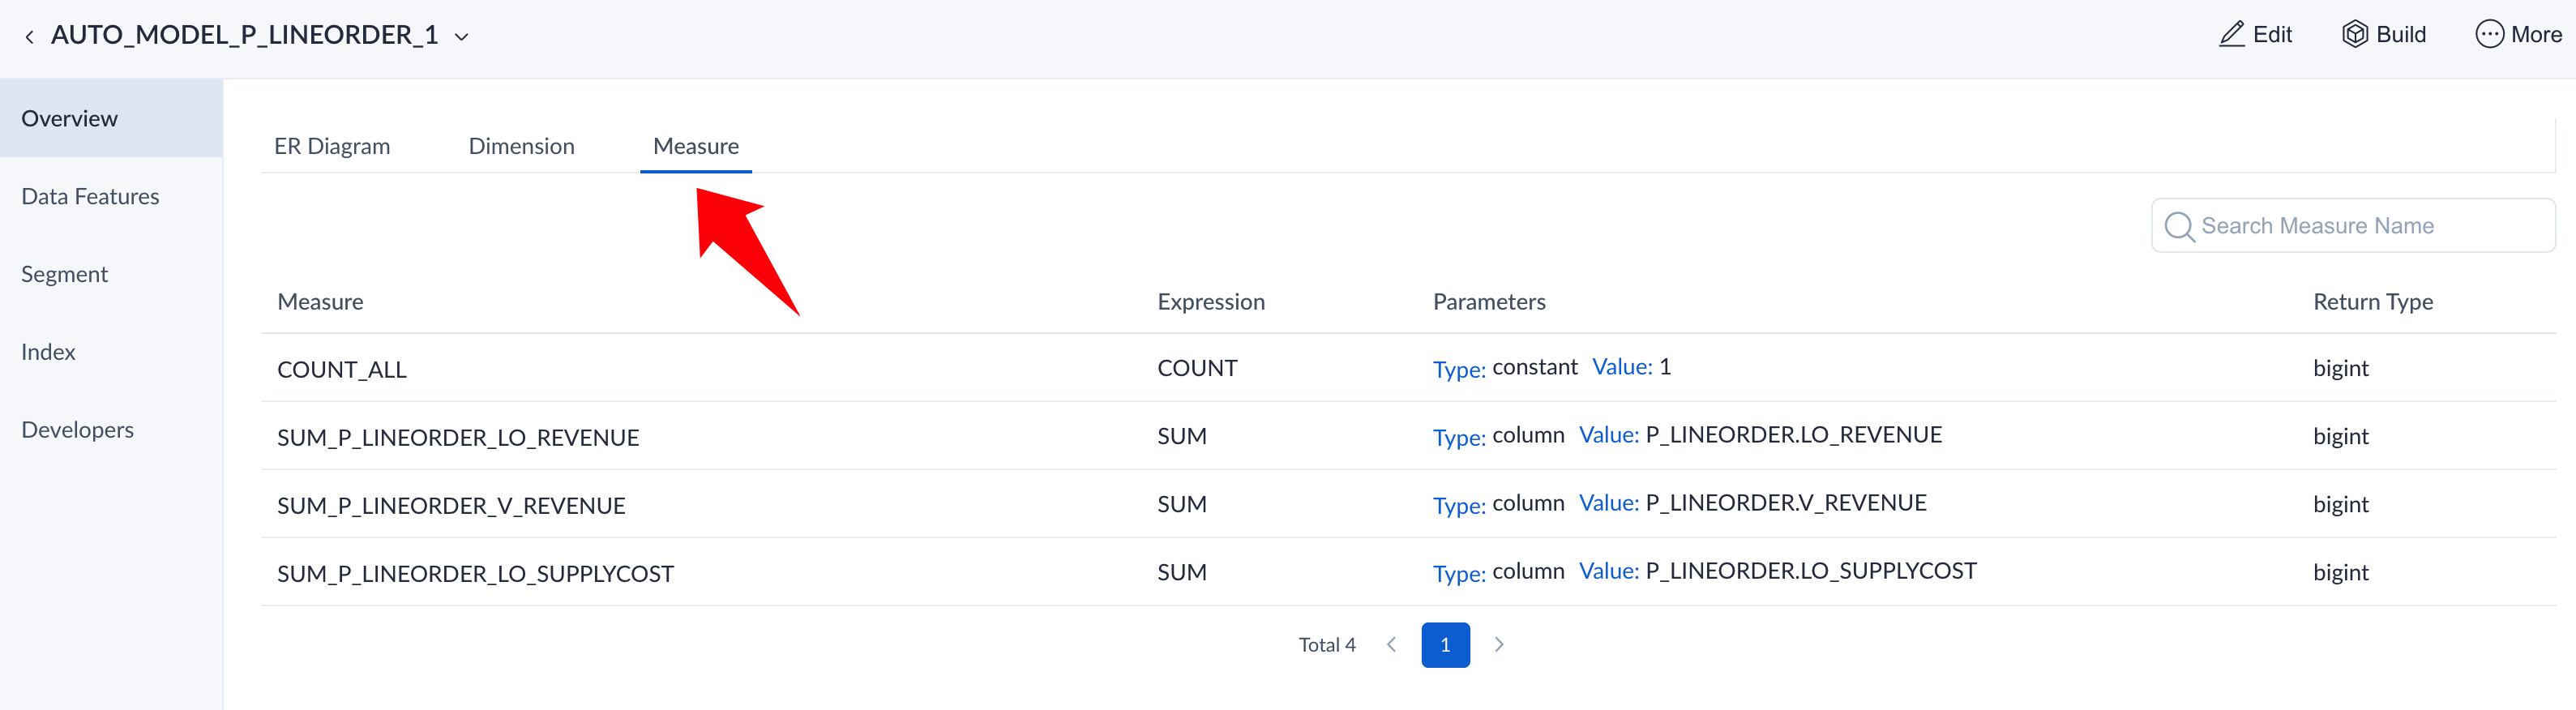 AUTO_MODEL_P_LINEORDER_1 Edit Build More
Overview
Data Features
Segment
Index
Developers
ER Diagram Dimension Measure
Search Measure Name
Measure Expression Parameters Return Type
COUNT_ALL COUNT Type: constant Value: 1 bigint
SUM_P_LINEORDER_LO_REVENUE SUM Type: column Value: P_LINEORDER.LO_REVENUE bigint
SUM_P_LINEORDER_V_REVENUE SUM Type: column Value: P_LINEORDER.V_REVENUE bigint
SUM_P_LINEORDER_LO_SUPPLYCOST SUM Type: column Value: P_LINEORDER.LO_SUPPLYCOST bigint
Total 4 1